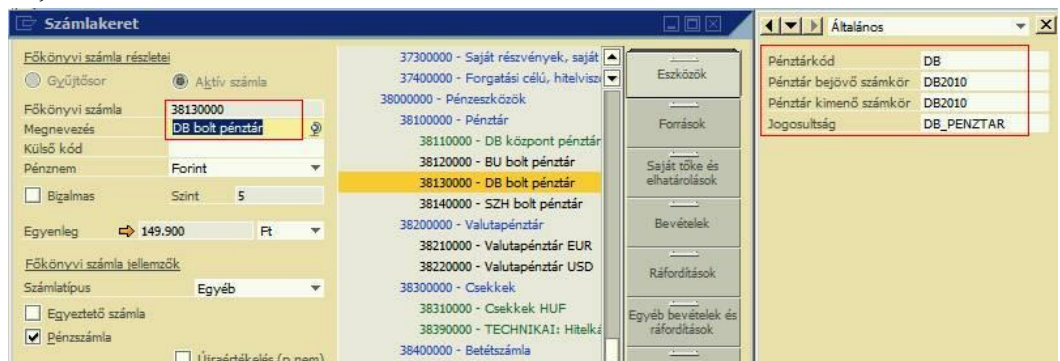 Számlakeret
Főkönyvi számla részletei
Gyűjtősor Aktív számla
Főkönyvi számla 38130000
Megnevezés DB bolt pénztár
Külső kód
Pénznem Forint
Bizalmas Szint 5
Egyenleg 149.900 Ft
Főkönyvi számla jellemzők
Számlatípus Egyéb
Egyeztető számla
Pénzszámla
Újraértékelés (p.nem)
37300000 - Saját részvények, saját
37400000 - Forgatási célú, hitelvisz
38000000 - Pénzeszközök
38100000 - Pénztár
38110000 - DB központ pénztár
38120000 - BU bolt pénztár
38130000 - DB bolt pénztár
38140000 - SZH bolt pénztár
38200000 - Valutapénztár
38210000 - Valutapénztár EUR
38220000 - Valutapénztár USD
38300000 - Csekkek
38310000 - Csekkek HUF
38390000 - TECHNIKAI: Hitelká
38400000 - Betétszámla
Eszközök
Források
Saját tőke és
elhatárolások
Bevételek
Ráfordítások
Egyéb bevételek és
ráfordítások
Általános
Pénztárkód DB
Pénztár bejövő számkör DB2010
Pénztár kimenő számkör DB2010
Jogosultság DB_PENZTAR